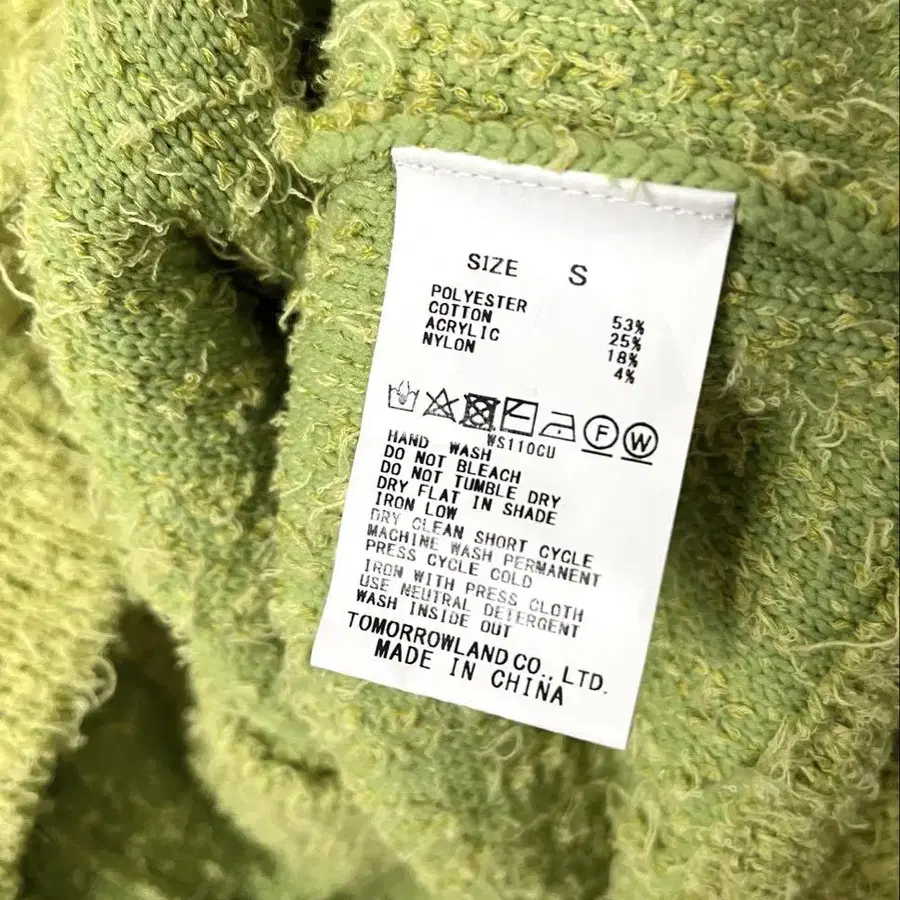 SIZE S
POLYESTER 53%
COTTON 25%
ACRYLIC 18%
NYLON 4%
F W
WS110CU
HAND WASH
DO NOT BLEACH
DO NOT TUMBLE DRY
DRY FLAT IN SHADE
IRON LOW
DRY CLEAN SHORT CYCLE
MACHINE WASH PERMANENT
PRESS CYCLE COLD
IRON WITH PRESS CLOTH
USE NEUTRAL DETERGENT
WASH INSIDE OUT
TOMORROWLAND CO., LTD.
MADE IN CHINA